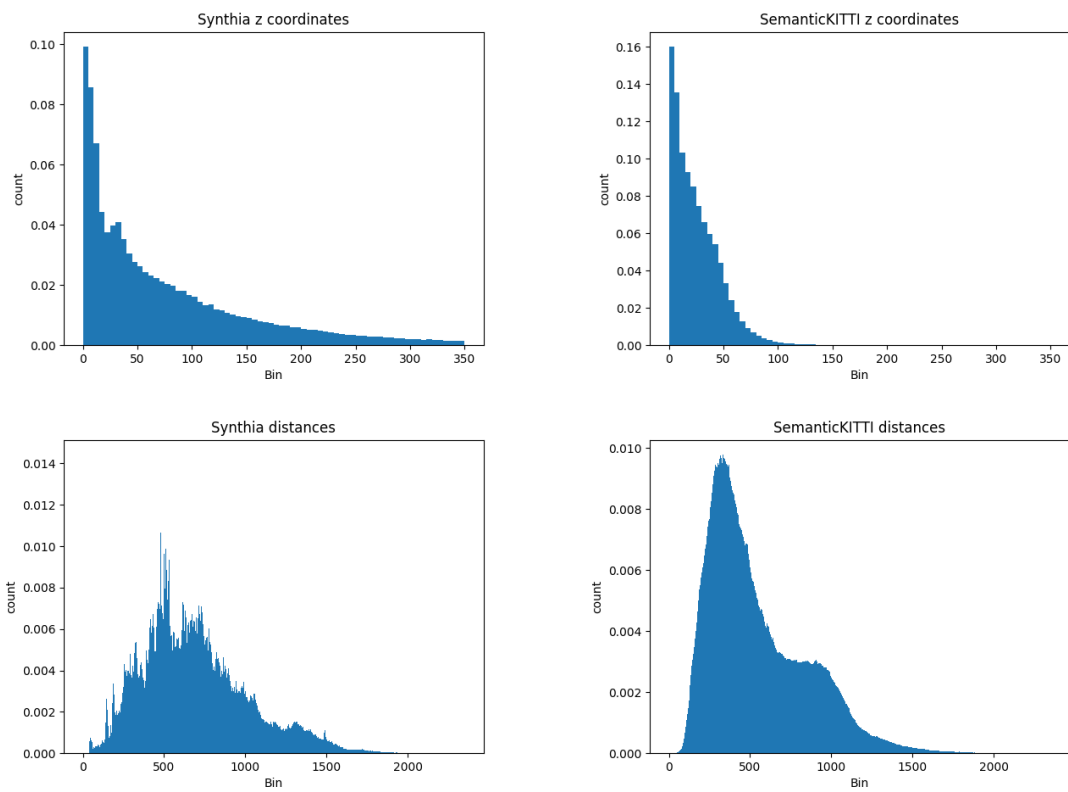 Synthia z coordinates
count
0.10
0.08
0.06
0.04
0.02
0.00
0 50 100 150 200 250 300 350
Bin
SemanticKITTI z coordinates
count
0.16
0.14
0.12
0.10
0.08
0.06
0.04
0.02
0.00
0 50 100 150 200 250 300 350
Bin
Synthia distances
count
0.014
0.012
0.010
0.008
0.006
0.004
0.002
0.000
0 500 1000 1500 2000
Bin
SemanticKITTI distances
count
0.010
0.008
0.006
0.004
0.002
0.000
0 500 1000 1500 2000
Bin